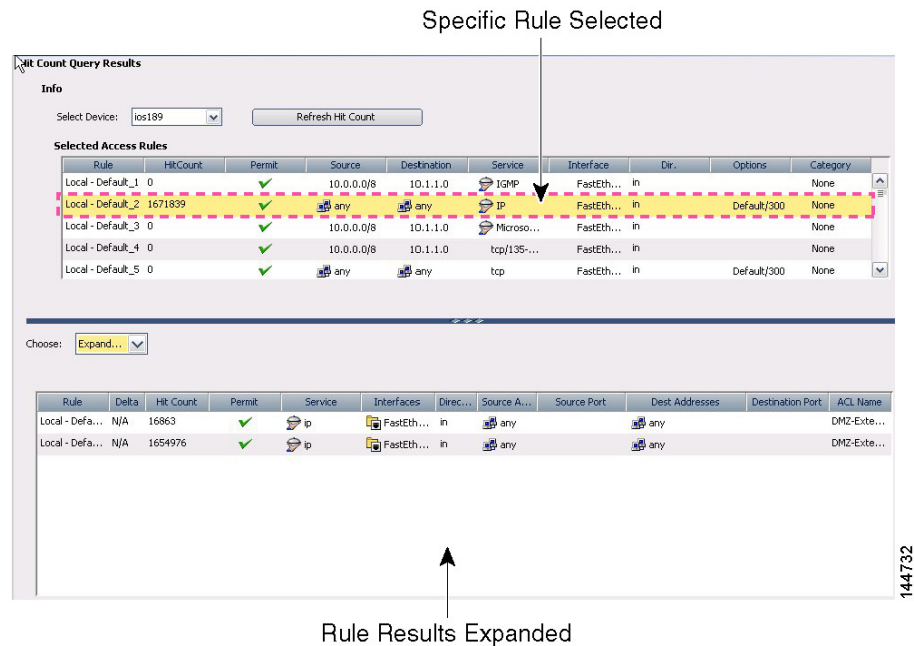 Specific Rule Selected
Hit Count Query Results
Info
Select Device: ios189 Refresh Hit Count
Selected Access Rules
Rule HitCount Permit Source Destination Service Interface Dir. Options Category
Local - Default_1 0 10.0.0.0/8 10.1.1.0 IGMP FastEth... in None
Local - Default_2 1671839 any any IP FastEth... in Default/300 None
Local - Default_3 0 10.0.0.0/8 10.1.1.0 Microso... FastEth... in None
Local - Default_4 0 10.0.0.0/8 10.1.1.0 tcp/135-... FastEth... in None
Local - Default_5 0 any any tcp FastEth... in Default/300 None
Choose: Expand...
Rule Delta Hit Count Permit Service Interfaces Direc... Source A... Source Port Dest Addresses Destination Port ACL Name
Local - Defa... N/A 16863 ip FastEth... in any any DMZ-Exte...
Local - Defa... N/A 1654976 ip FastEth... in any any DMZ-Exte...
144732
Rule Results Expanded